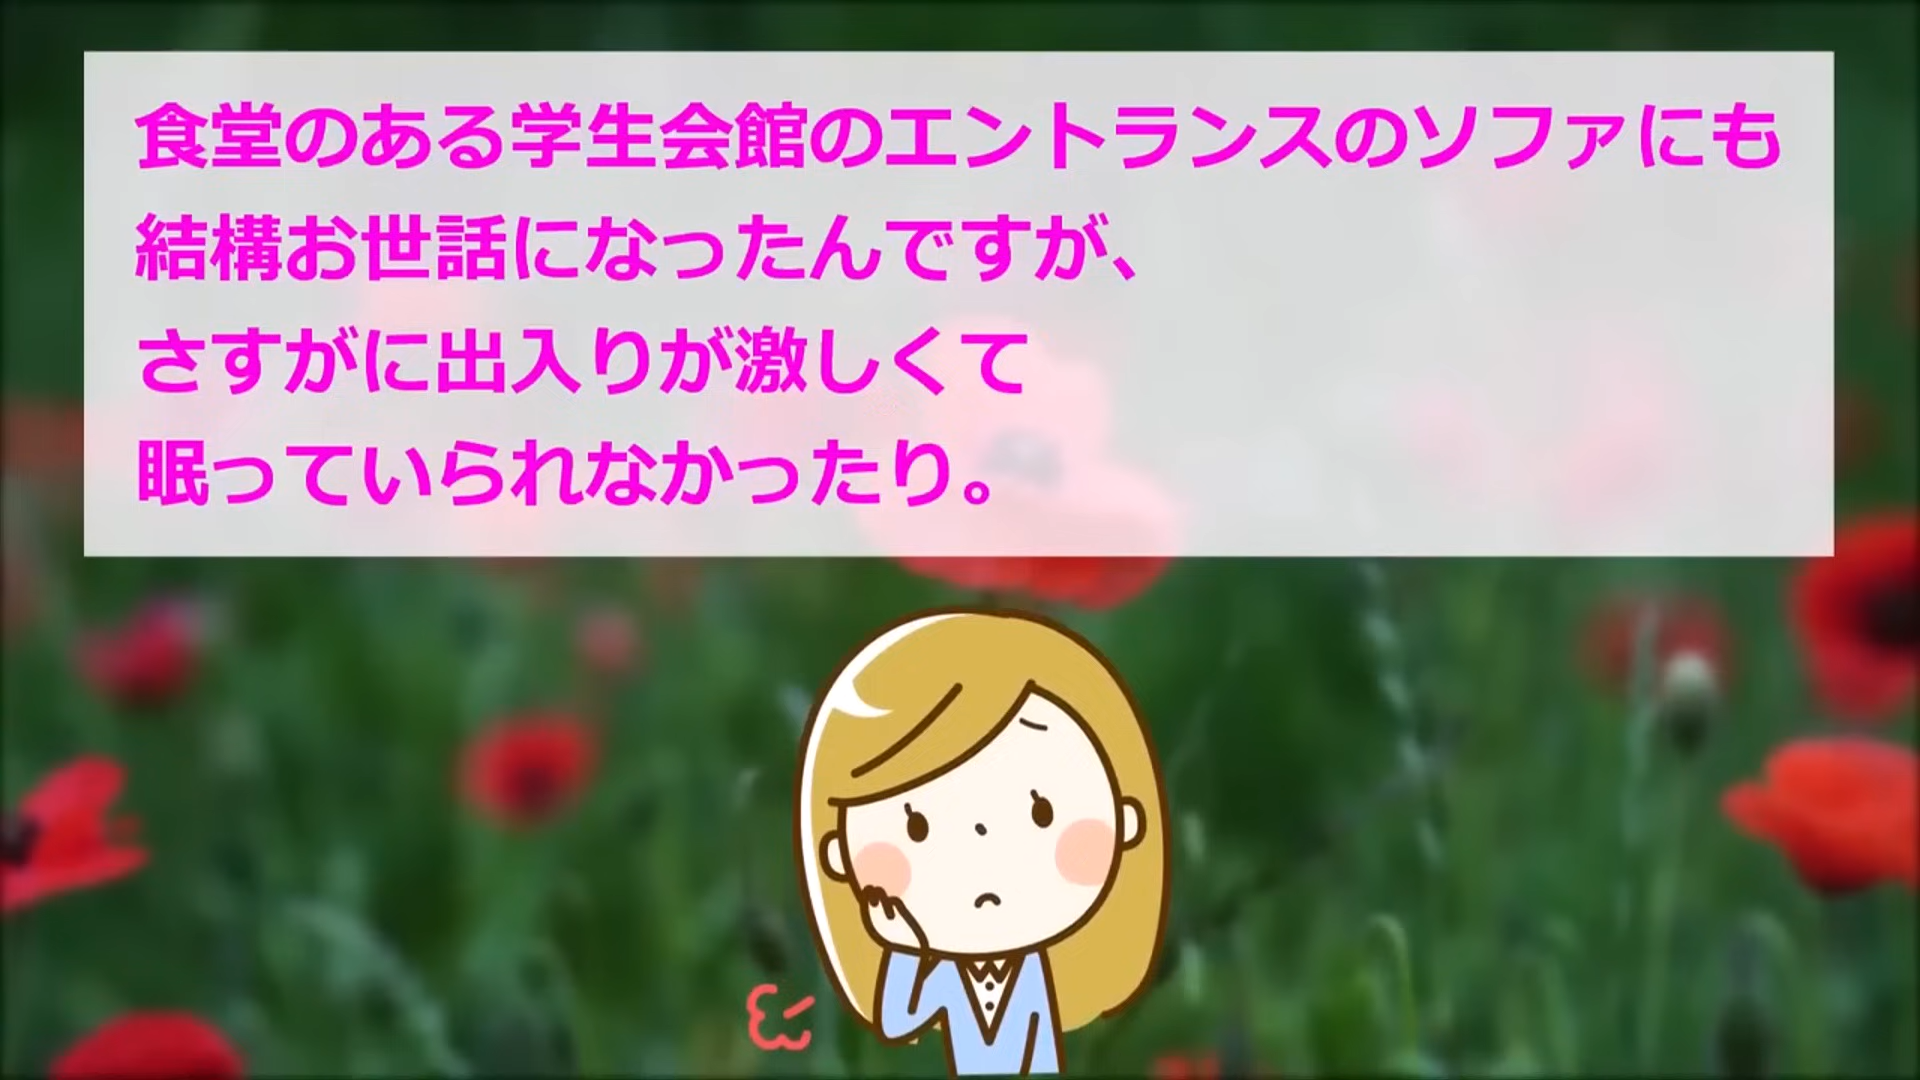 食堂のある学生会館のエントランスのソファにも
結構お世話になったんですが、
さすがに出入りが激しくて
眠っていられなかったり。